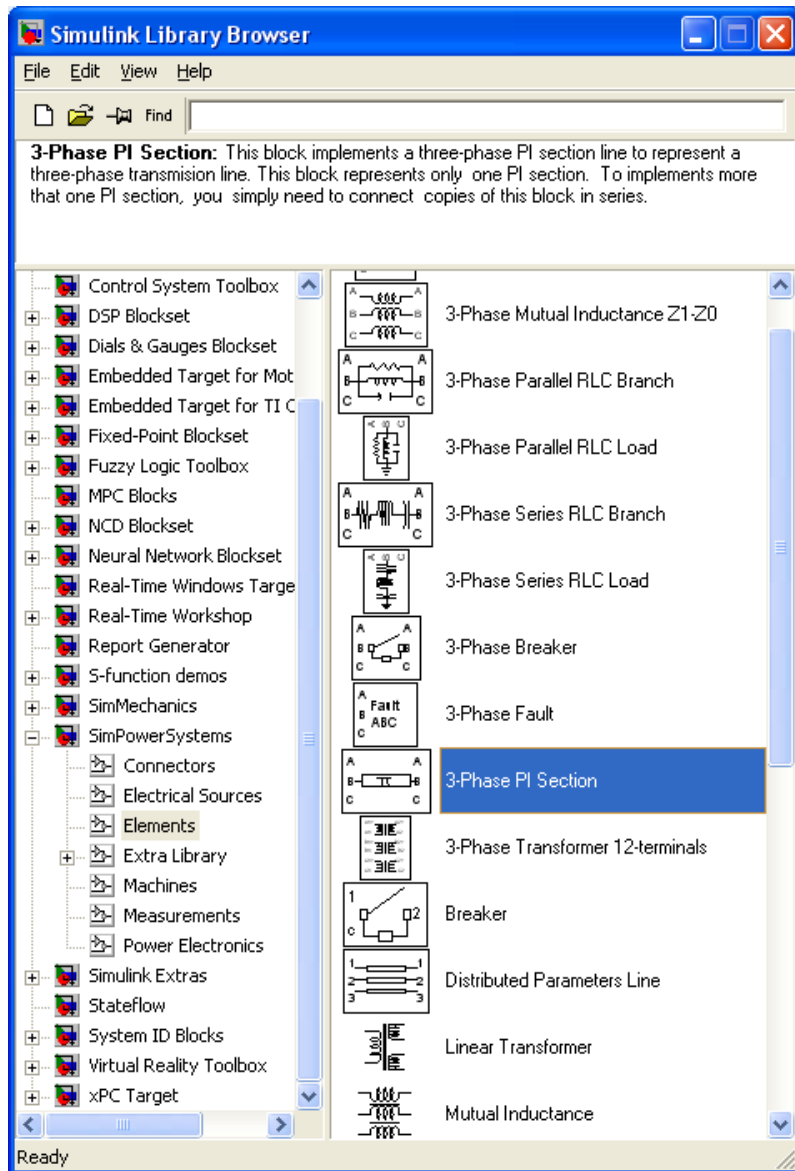 Simulink Library Browser
File Edit View Help
Find
3-Phase PI Section: This block implements a three-phase PI section line to represent a
three-phase transmision line. This block represents only one PI section. To implements more
that one PI section, you simply need to connect copies of this block in series.
Control System Toolbox
DSP Blockset
Dials & Gauges Blockset
Embedded Target for Mot
Embedded Target for TI C
Fixed-Point Blockset
Fuzzy Logic Toolbox
MPC Blocks
NCD Blockset
Neural Network Blockset
Real-Time Windows Targe
Real-Time Workshop
Report Generator
S-function demos
SimMechanics
SimPowerSystems
Connectors
Electrical Sources
Elements
Extra Library
Machines
Measurements
Power Electronics
Simulink Extras
Stateflow
System ID Blocks
Virtual Reality Toolbox
xPC Target
A A
B B
C C
3-Phase Mutual Inductance Z1-Z0
A A
B B
C C
3-Phase Parallel RLC Branch
A B C
3-Phase Parallel RLC Load
A A
B B
C C
3-Phase Series RLC Branch
A B C
3-Phase Series RLC Load
A A
B B
C C
3-Phase Breaker
A Fault
B ABC
C
3-Phase Fault
A A
B π B
C C
3-Phase PI Section
3-Phase Transformer 12-terminals
1
2
c
Breaker
1 1
2 2
3 3
Distributed Parameters Line
Linear Transformer
Mutual Inductance
Ready